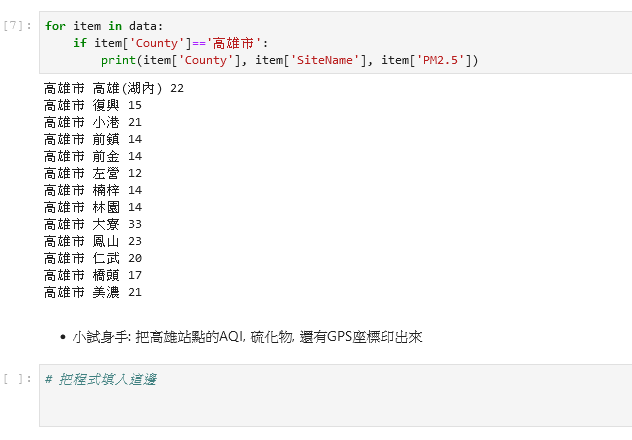 [7]:
for item in data:
    if item['County']=='高雄市':
        print(item['County'], item['SiteName'], item['PM2.5'])
高雄市 高雄(湖內) 22
高雄市 復興 15
高雄市 小港 21
高雄市 前鎮 14
高雄市 前金 14
高雄市 左營 12
高雄市 楠梓 14
高雄市 林園 14
高雄市 大寮 33
高雄市 鳳山 23
高雄市 仁武 20
高雄市 橋頭 17
高雄市 美濃 21
• 小試身手: 把高雄站點的AQI, 硫化物, 還有GPS座標印出來
[ ]:
# 把程式填入這邊